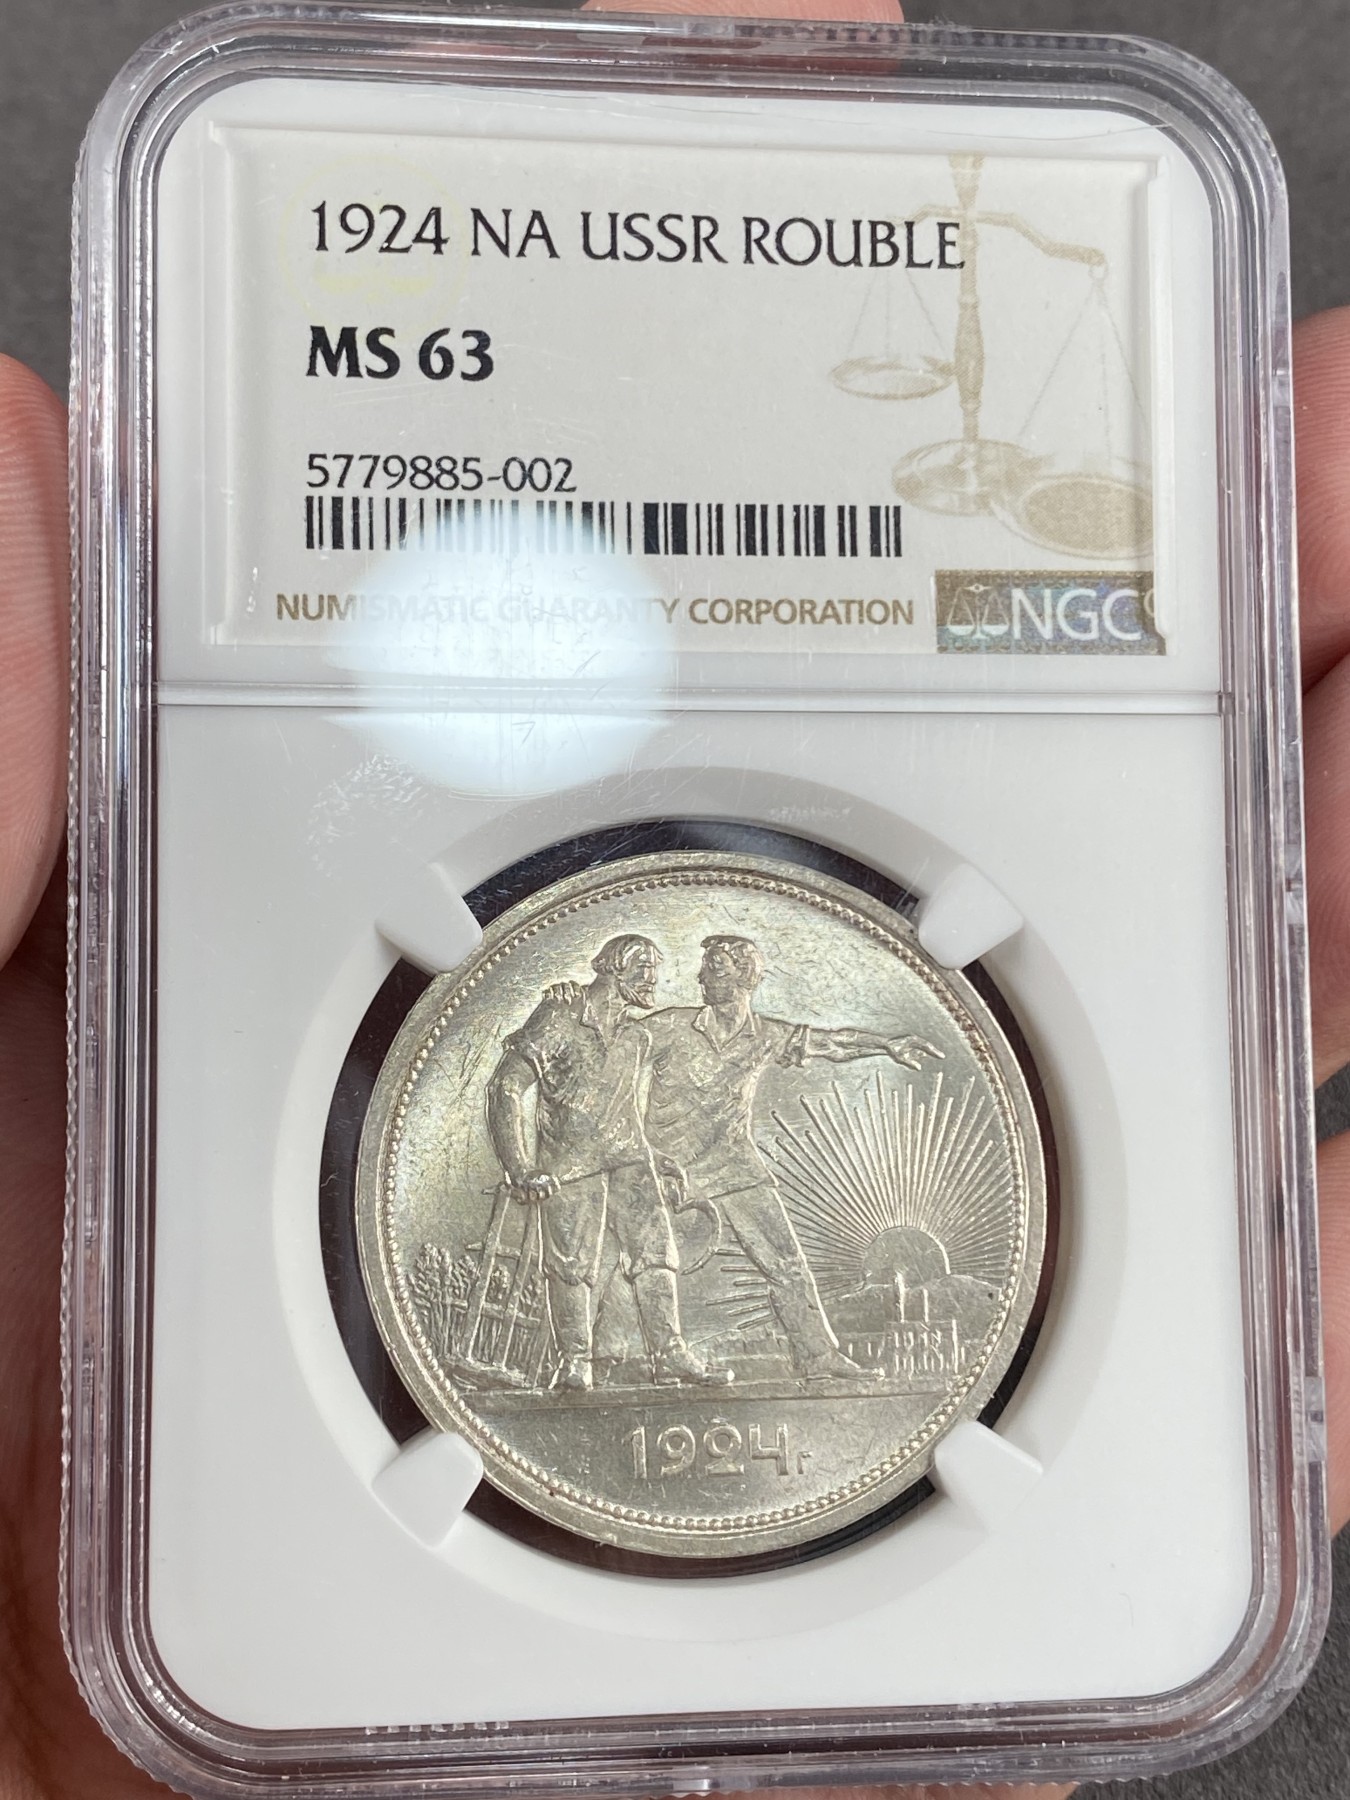 1924 NA USSR ROUBLE
MS 63
5779885-002
NUMISMATIC GUARANTY CORPORATION
NGC
1924г.